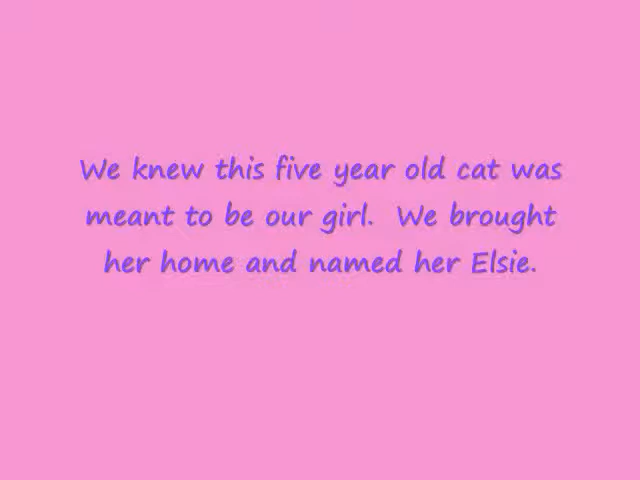 We knew this five year old cat was
meant to be our girl.  We brought
her home and named her Elsie.